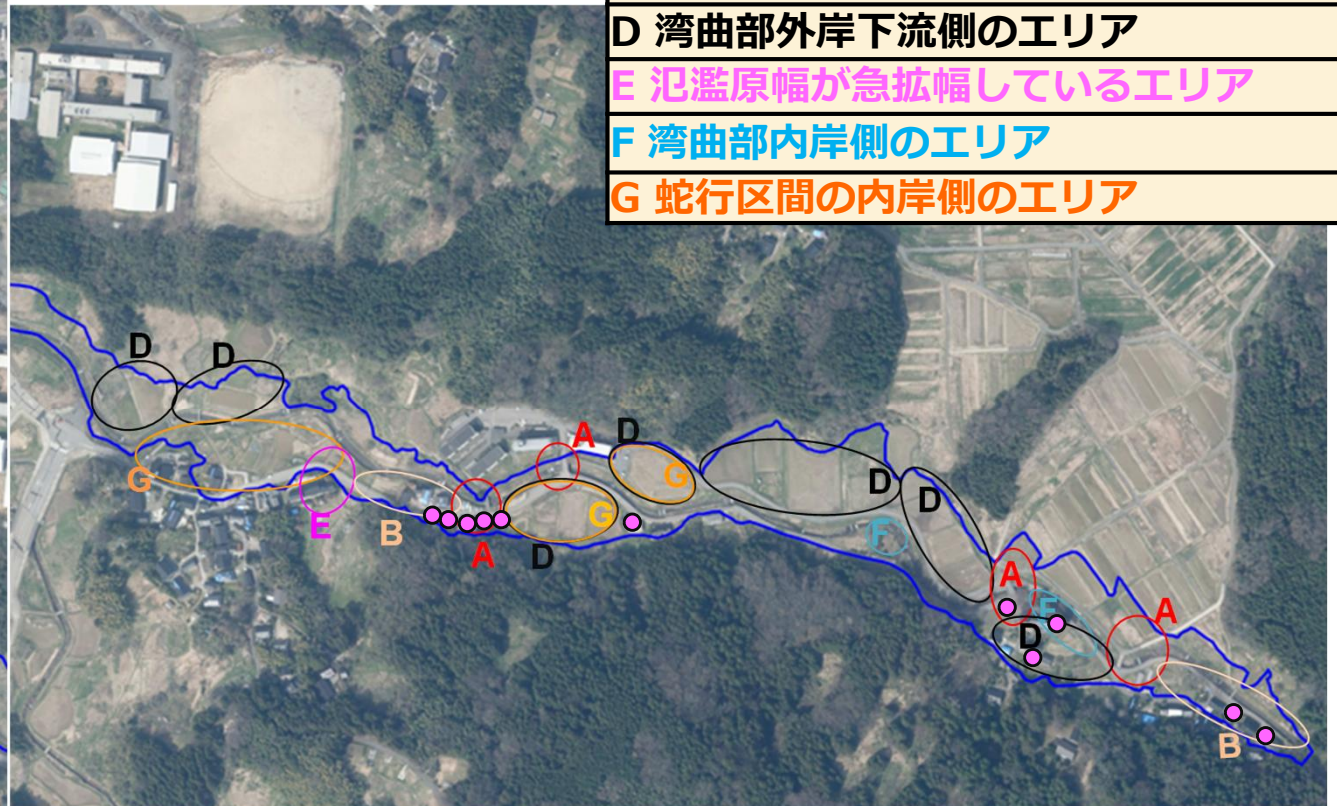 D 湾曲部外岸下流側のエリア
E 氾濫原幅が急拡幅しているエリア
F 湾曲部内岸側のエリア
G 蛇行区間の内岸側のエリア
D
D
A
D
G
D
D
G
G
E
B
A
D
F
A
F
A
D
B